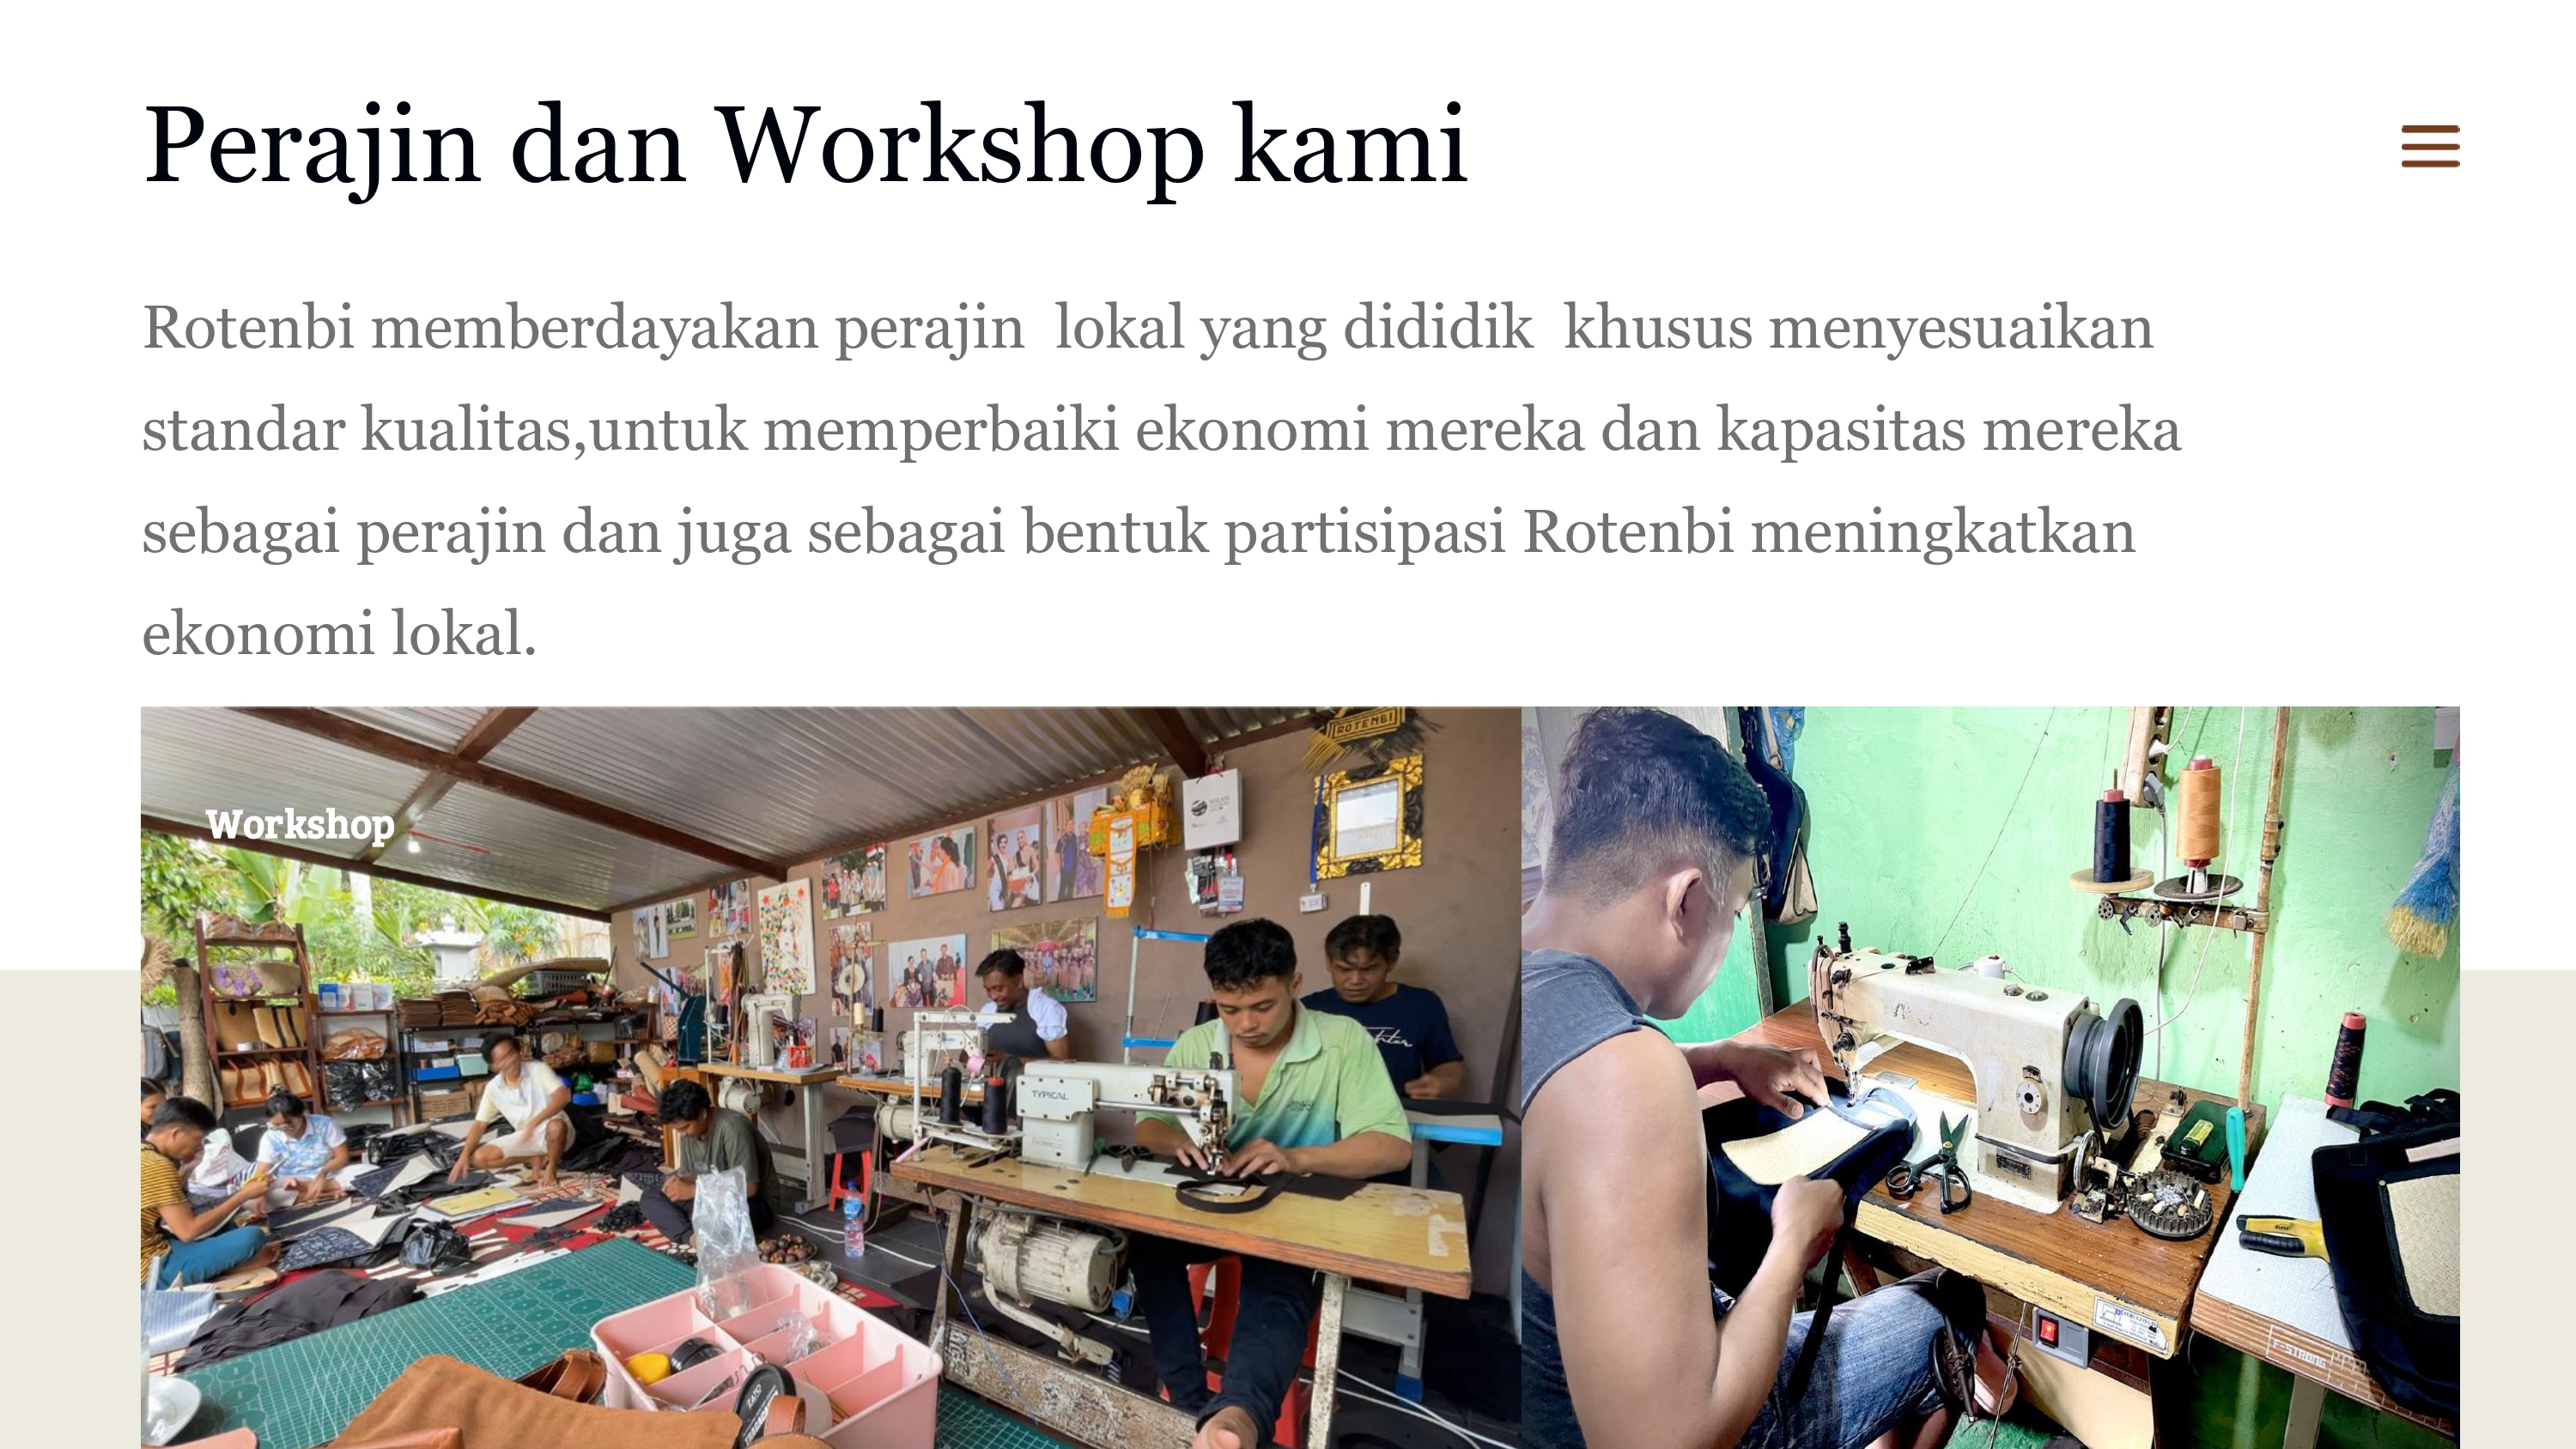 Perajin dan Workshop kami
Rotenbi memberdayakan perajin  lokal yang dididik  khusus menyesuaikan
standar kualitas,untuk memperbaiki ekonomi mereka dan kapasitas mereka
sebagai perajin dan juga sebagai bentuk partisipasi Rotenbi meningkatkan
ekonomi lokal.
ROTENBI
Workshop
TYPICAL
F-STRONG